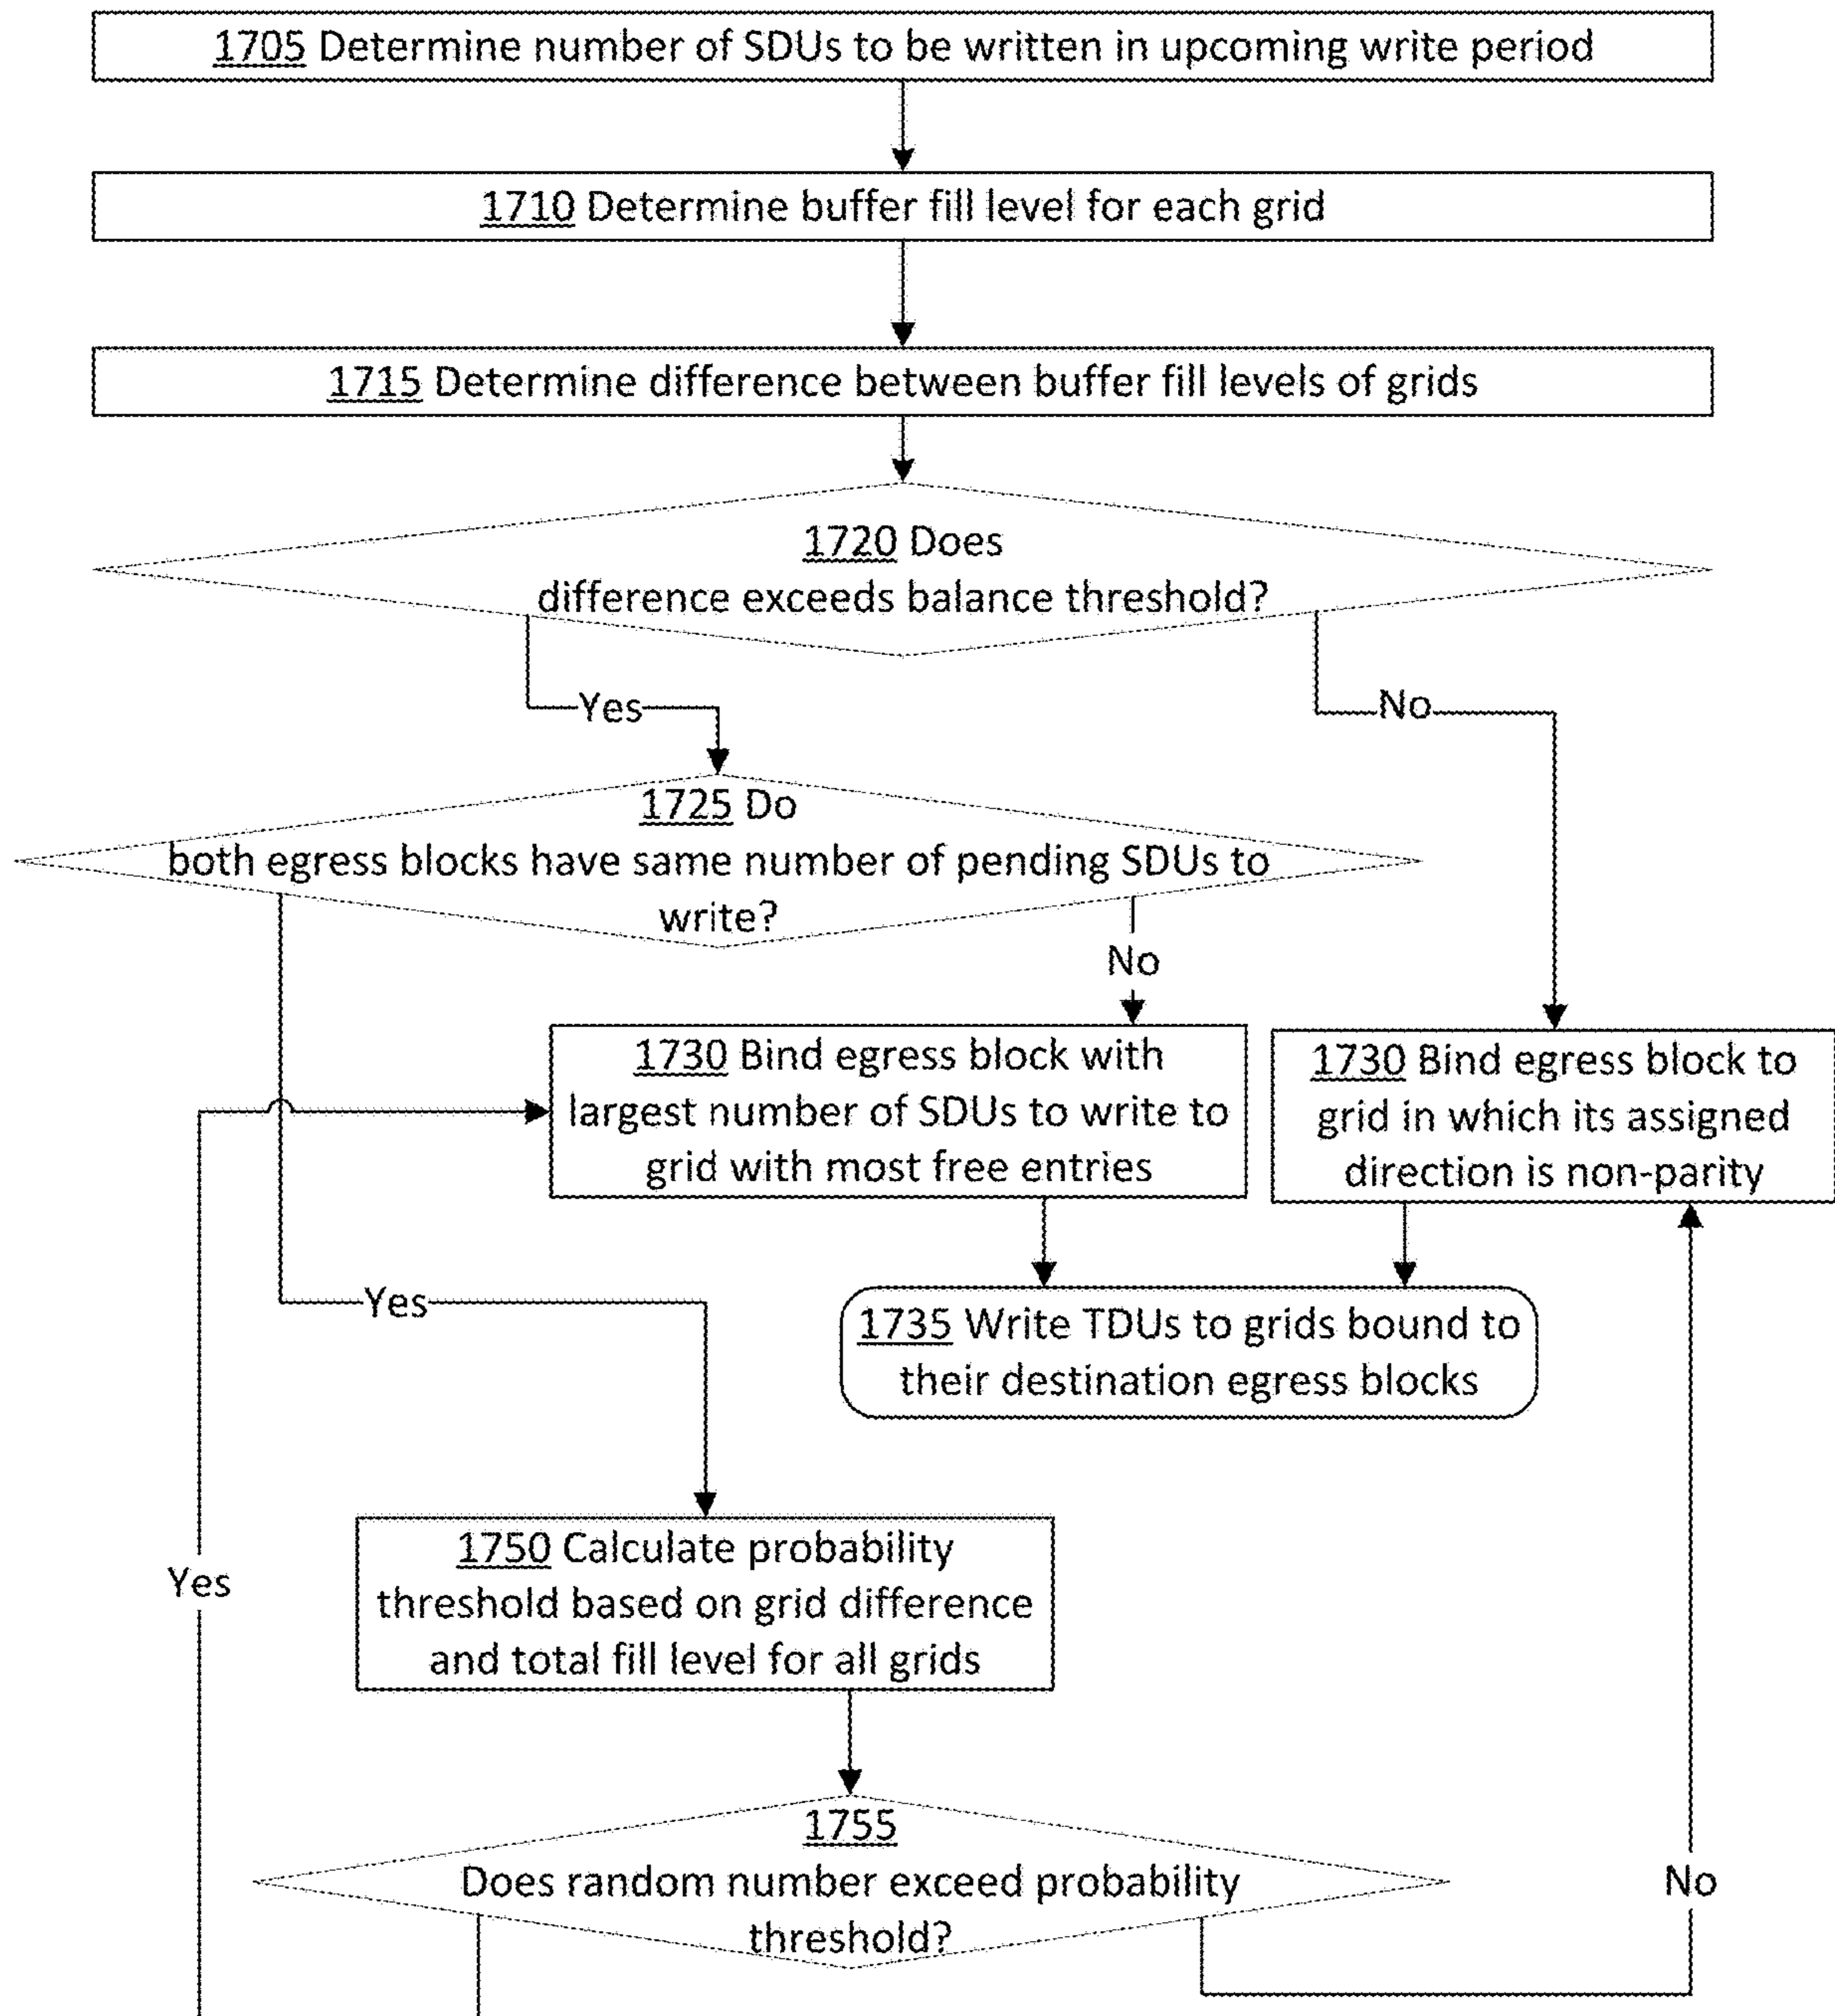 1705 Determine number of SDUs to be written in upcoming write period
1710 Determine buffer fill level for each grid
1715 Determine difference between buffer fill levels of grids
1720 Does
difference exceeds balance threshold?
Yes
No
1725 Do
both egress blocks have same number of pending SDUs to
write?
No
1730 Bind egress block with
largest number of SDUs to write to
grid with most free entries
1730 Bind egress block to
grid in which its assigned
direction is non-parity
Yes
1735 Write TDUs to grids bound to
their destination egress blocks
1750 Calculate probability
threshold based on grid difference
and total fill level for all grids
Yes
1755
Does random number exceed probability
threshold?
No